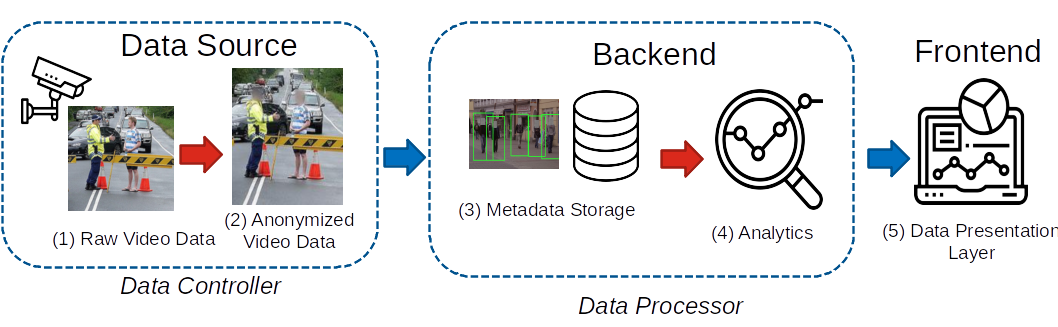 Data Source
Backend
Frontend
(1) Raw Video Data
(2) Anonymized
Video Data
(3) Metadata Storage
(4) Analytics
(5) Data Presentation
Layer
Data Controller
Data Processor